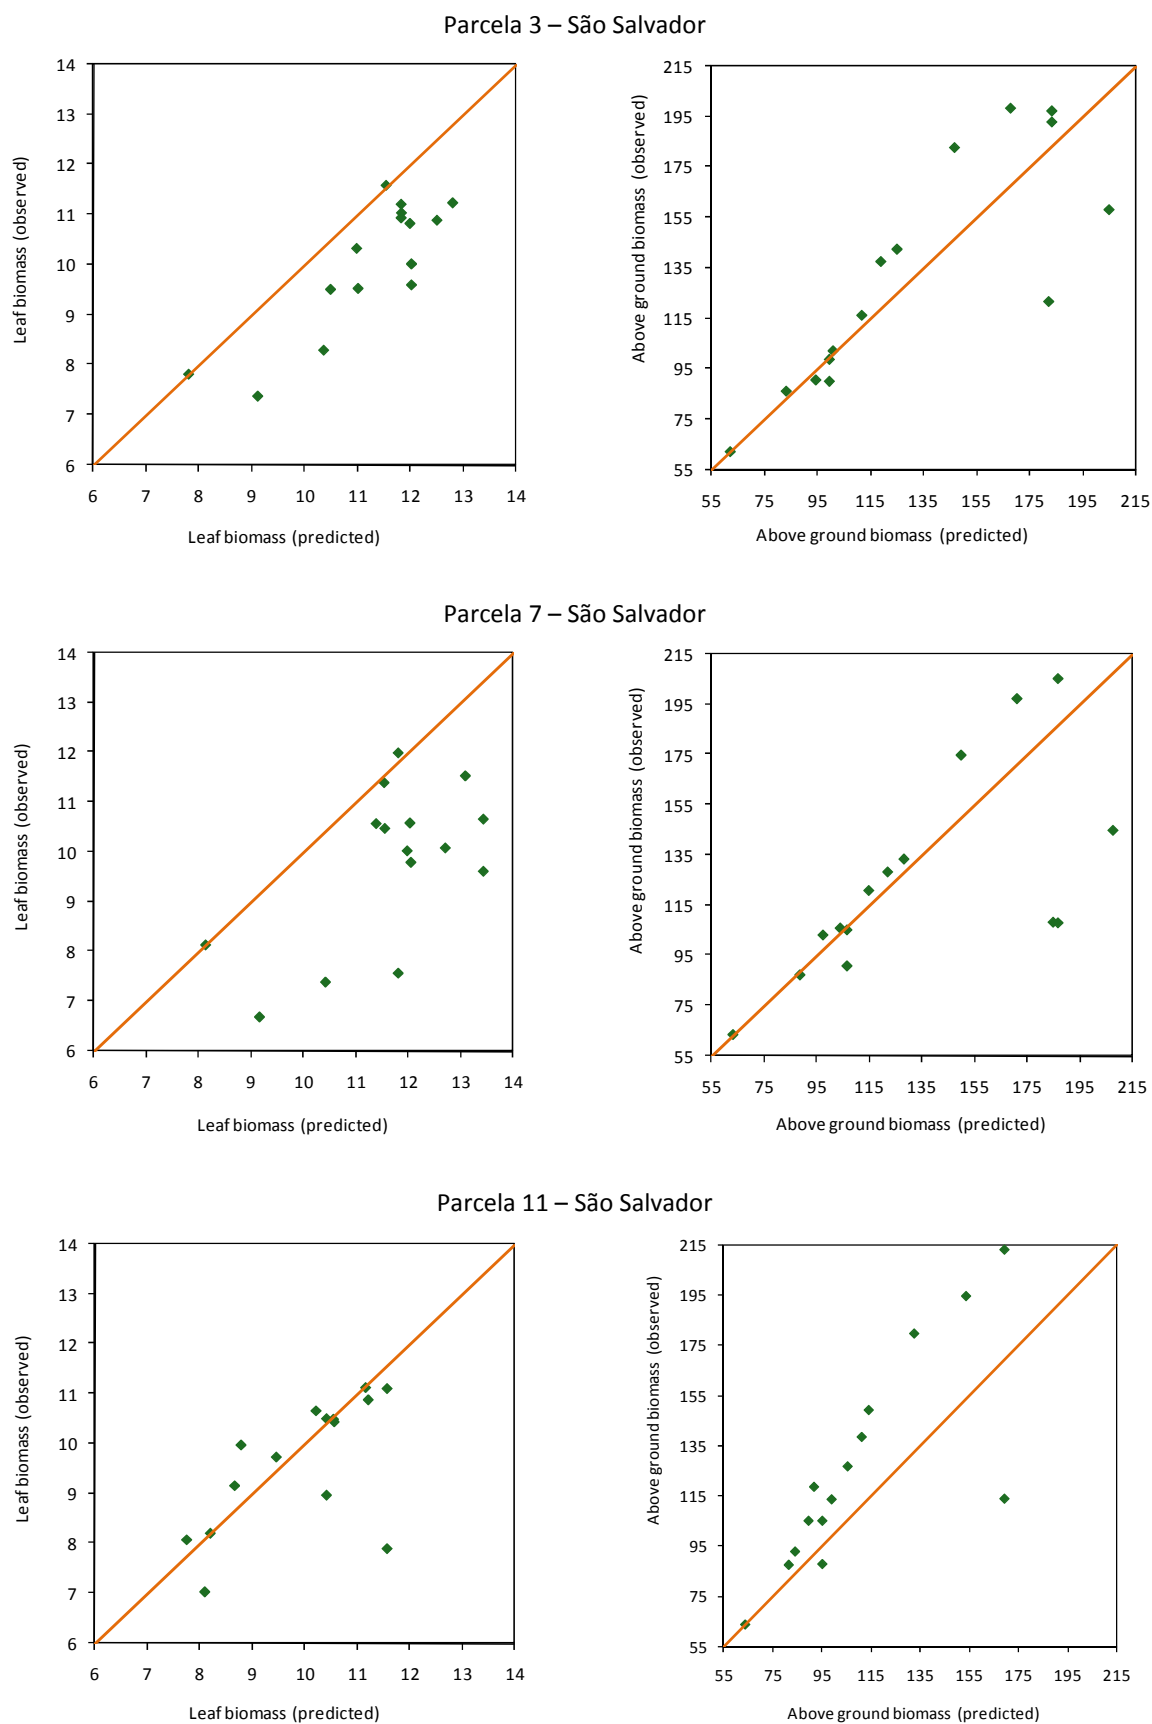 Parcela 3 – São Salvador
14
13
12
11
10
9
8
7
6
6 7 8 9 10 11 12 13 14
Leaf biomass (observed)
Leaf biomass (predicted)
215
195
175
155
135
115
95
75
55
55 75 95 115 135 155 175 195 215
Above ground biomass (observed)
Above ground biomass (predicted)
Parcela 7 – São Salvador
14
13
12
11
10
9
8
7
6
6 7 8 9 10 11 12 13 14
Leaf biomass (observed)
Leaf biomass (predicted)
215
195
175
155
135
115
95
75
55
55 75 95 115 135 155 175 195 215
Above ground biomass (observed)
Above ground biomass (predicted)
Parcela 11 – São Salvador
14
13
12
11
10
9
8
7
6
6 7 8 9 10 11 12 13 14
Leaf biomass (observed)
Leaf biomass (predicted)
215
195
175
155
135
115
95
75
55
55 75 95 115 135 155 175 195 215
Above ground biomass (observed)
Above ground biomass (predicted)